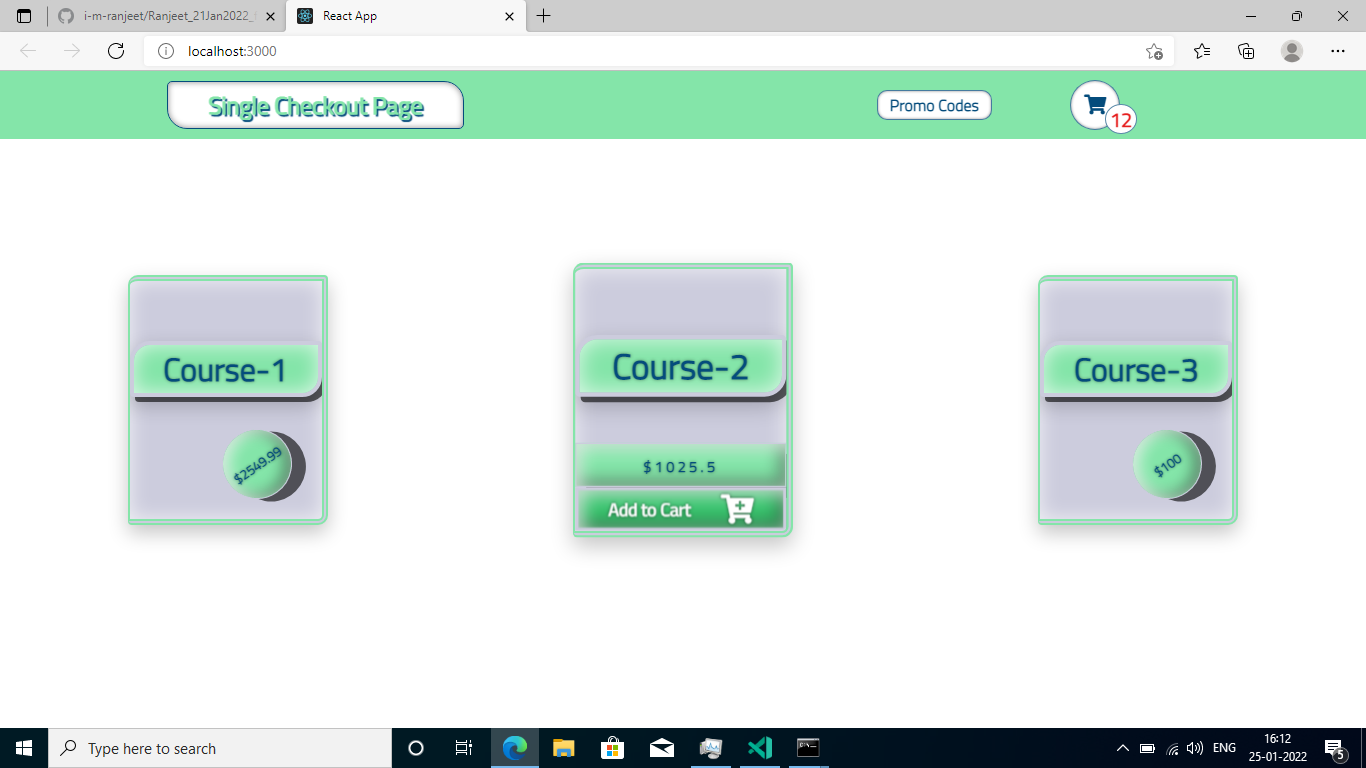 i-m-ranjeet/Ranjeet_21Jan2022_
React App
localhost:3000
Single Checkout Page
Promo Codes
12
Course-1
$2549.99
Course-2
$1025.5
Add to Cart
Course-3
$100
Type here to search
ENG
16:12
25-01-2022
5